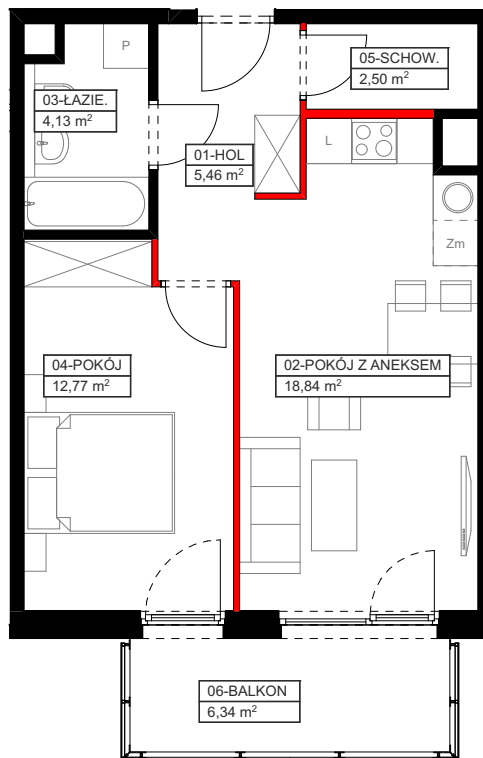 P
05-SCHOW.
2,50 m²
03-ŁAZIE.
4,13 m²
01-HOL
5,46 m²
L
Zm
04-POKÓJ
12,77 m²
02-POKÓJ Z ANEKSEM
18,84 m²
06-BALKON
6,34 m²